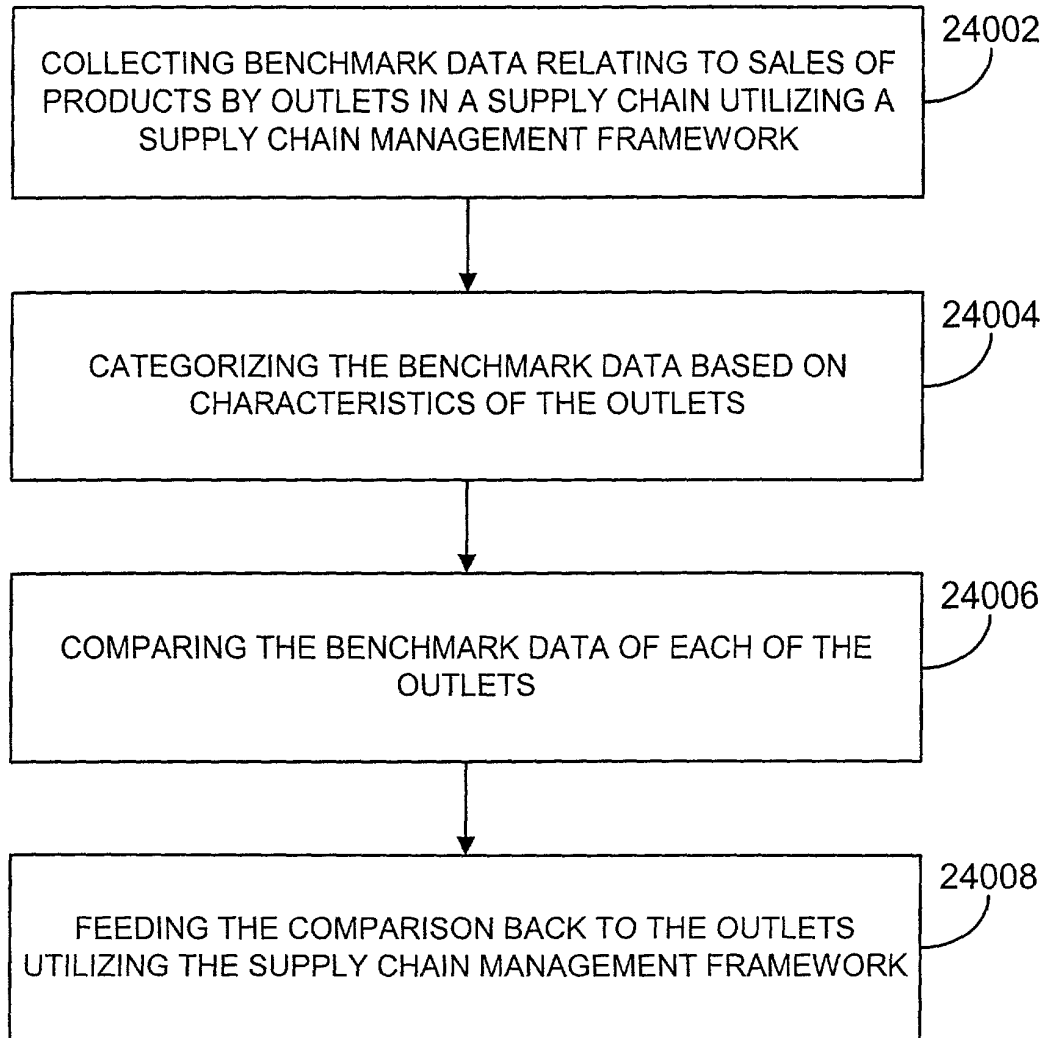 24002
COLLECTING BENCHMARK DATA RELATING TO SALES OF
PRODUCTS BY OUTLETS IN A SUPPLY CHAIN UTILIZING A
SUPPLY CHAIN MANAGEMENT FRAMEWORK
24004
CATEGORIZING THE BENCHMARK DATA BASED ON
CHARACTERISTICS OF THE OUTLETS
24006
COMPARING THE BENCHMARK DATA OF EACH OF THE
OUTLETS
24008
FEEDING THE COMPARISON BACK TO THE OUTLETS
UTILIZING THE SUPPLY CHAIN MANAGEMENT FRAMEWORK